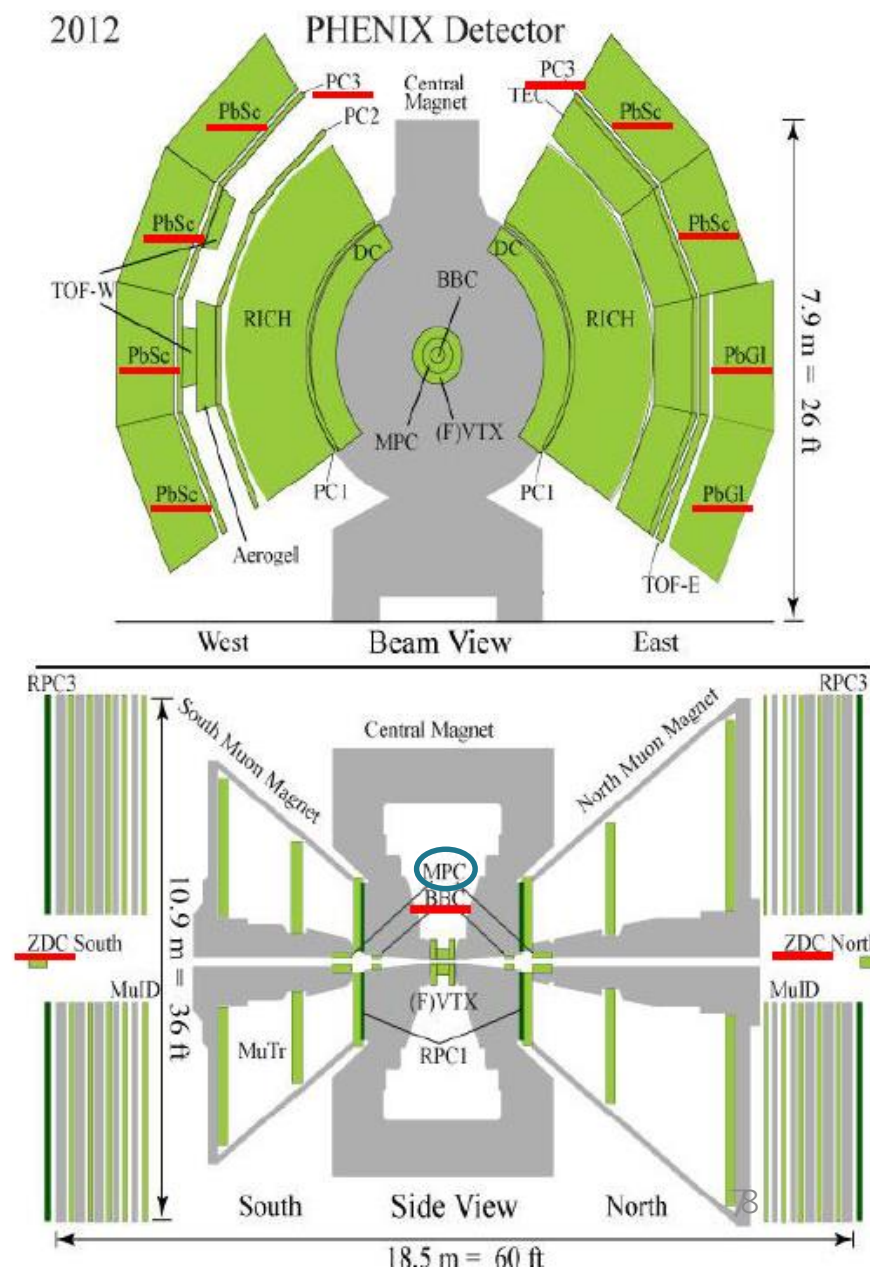 2012 PHENIX Detector
PC3
PC3
Central
Magnet
TEC
PbSc
PC2
PbSc
PbSc
DC
DC
PbSc
BBC
TOF-W
RICH
RICH
PbSc
PbGl
7.9 m = 26 ft
MPC
(F)VTX
PC1
PC1
PbSc
PbGl
Aerogel
TOF-E
West
Beam View
East
RPC3
RPC3
South Muon Magnet
Central Magnet
North Muon Magnet
MPC
BBC
10.9 m = 36 ft
ZDC South
ZDC North
MuID
(F)VTX
MuID
MuTr
RPC1
78
South
Side View
North
18.5 m = 60 ft